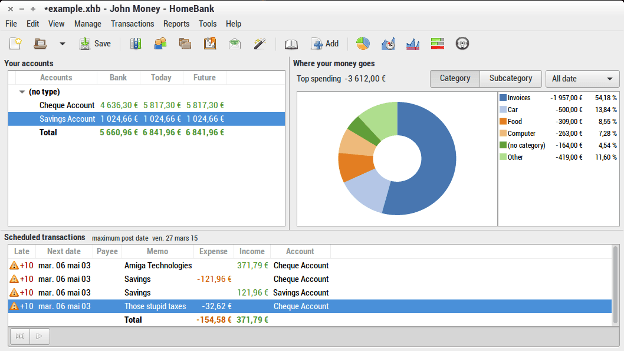 *example.xhb - John Money - HomeBank
File Edit View Manage Transactions Reports Tools Help
Save Add
Your accounts
Accounts Bank Today Future
(no type)
Cheque Account 4 636,30 € 5 817,30 € 5 817,30 €
Savings Account 1 024,66 € 1 024,66 € 1 024,66 €
Total 5 660,96 € 6 841,96 € 6 841,96 €
Where your money goes
Top spending -3 612,00 € Category Subcategory All date
Invoices -1 957,00 € 54,18 %
Car -500,00 € 13,84 %
Food -309,00 € 8,55 %
Computer -263,00 € 7,28 %
(no category) -164,00 € 4,54 %
Other -419,00 € 11,60 %
Scheduled transactions maximum post date ven. 27 mars 15
Late Next date Payee Memo Expense Income Account
+10 mar. 06 mai 03 Amiga Technologies 371,79 € Cheque Account
+10 mar. 06 mai 03 Savings -121,96 € Cheque Account
+10 mar. 06 mai 03 Savings 121,96 € Savings Account
+10 mar. 06 mai 03 Those stupid taxes -32,62 € Cheque Account
Total -154,58 € 371,79 €